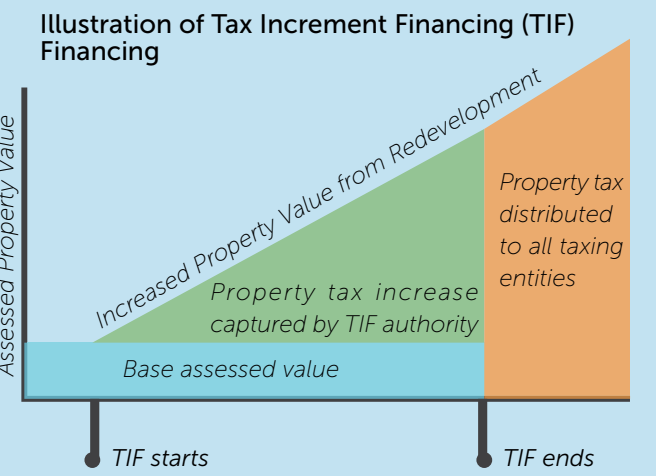 Illustration of Tax Increment Financing (TIF)
Financing
Assessed Property Value
Increased Property Value from Redevelopment
Property tax
distributed
to all taxing
entities
Property tax increase
captured by TIF authority
Base assessed value
TIF starts
TIF ends